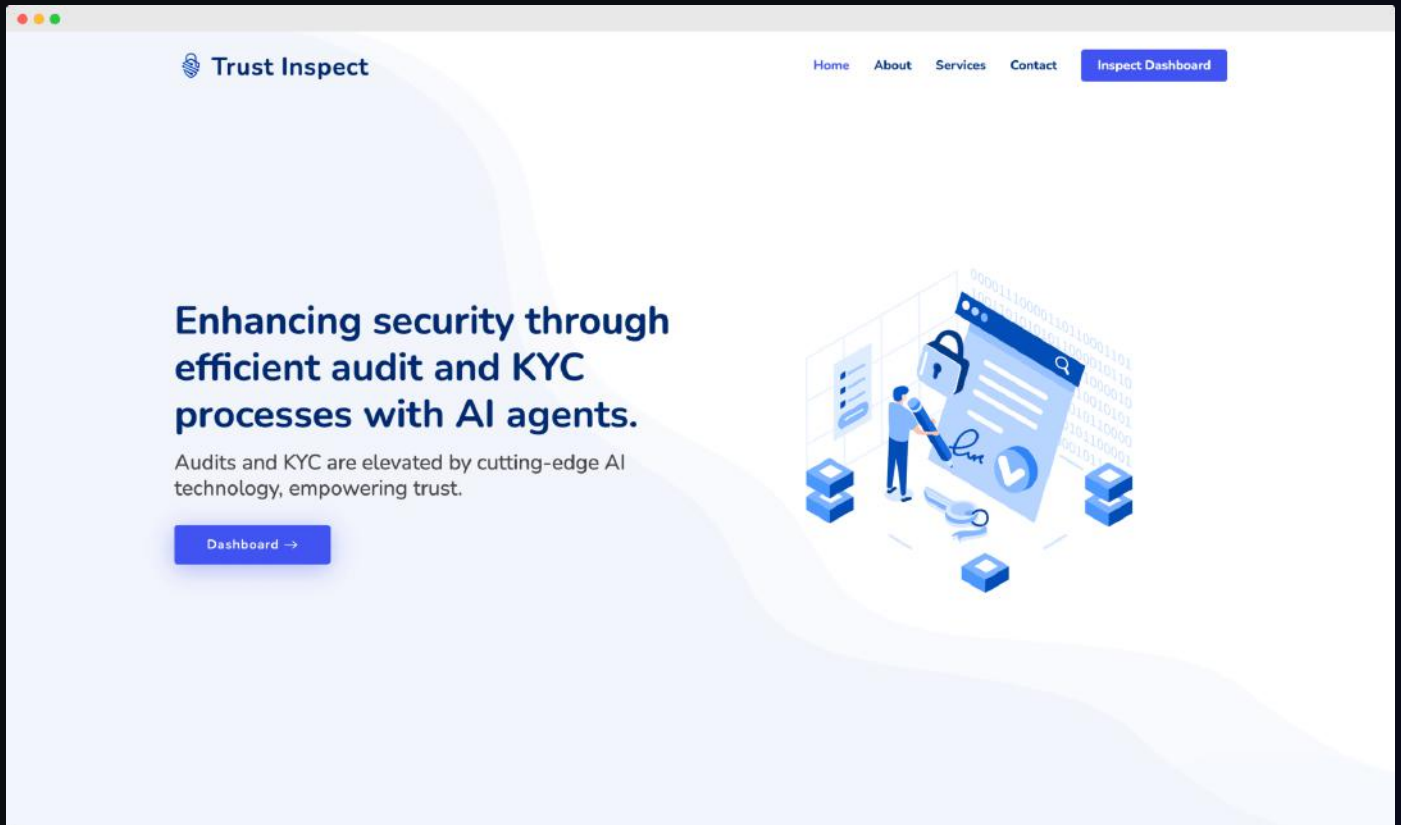 Trust Inspect
Home About Services Contact Inspect Dashboard
Enhancing security through
efficient audit and KYC
processes with AI agents.
Audits and KYC are elevated by cutting-edge AI
technology, empowering trust.
Dashboard →